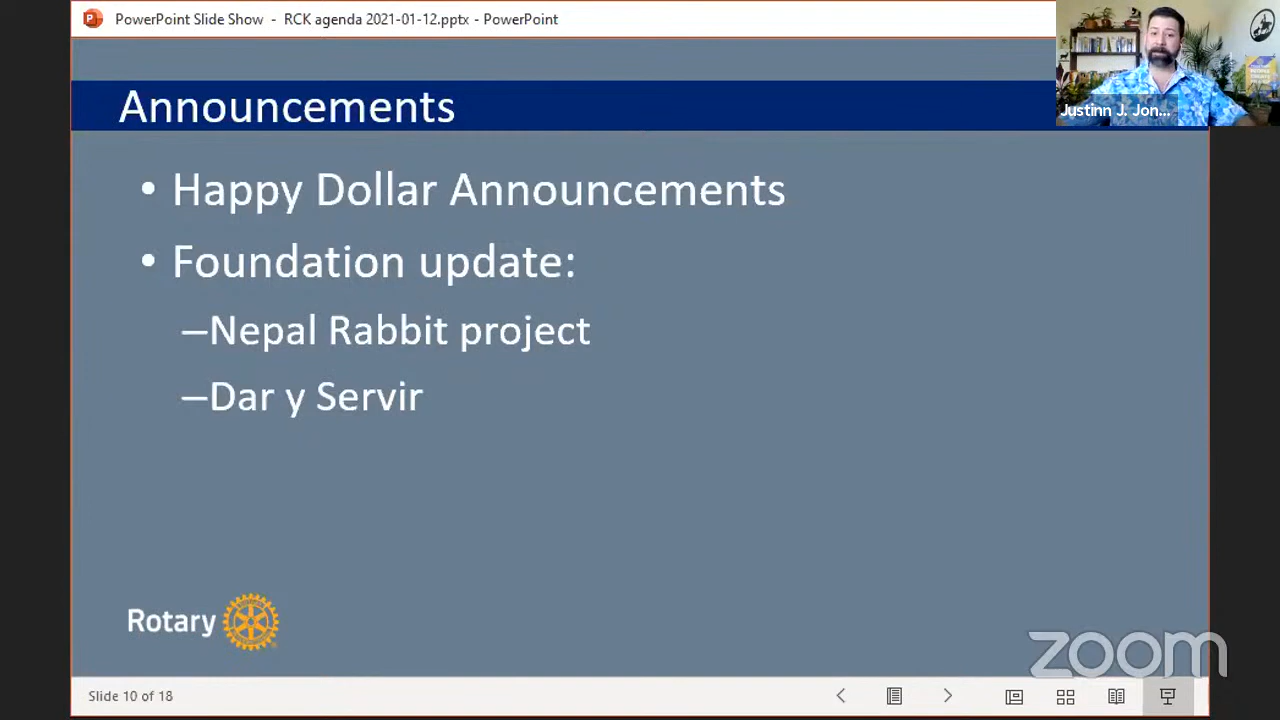 PowerPoint Slide Show - RCK agenda 2021-01-12.pptx - PowerPoint
Justinn J. Jon...
Announcements
• Happy Dollar Announcements
• Foundation update:
–Nepal Rabbit project
–Dar y Servir
Rotary
zoom
Slide 10 of 18